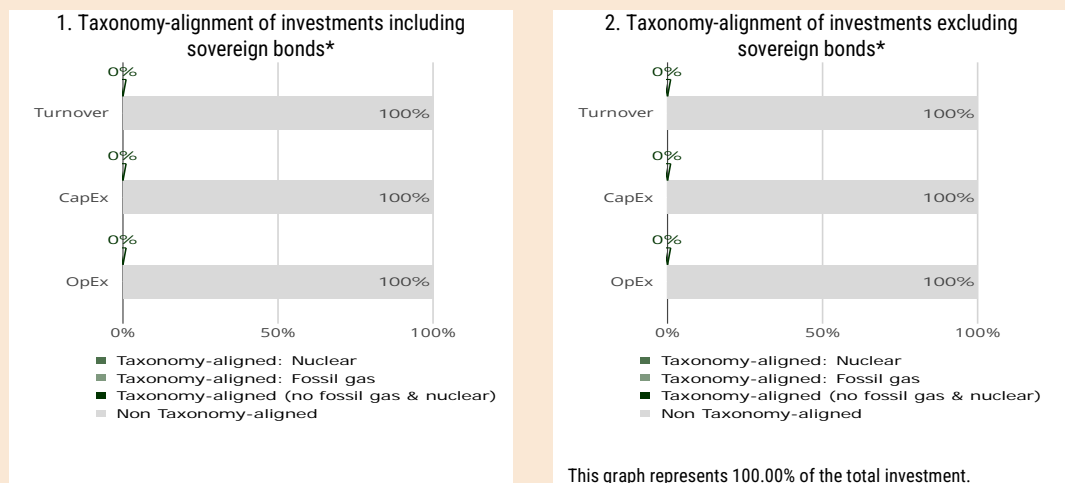 1. Taxonomy-alignment of investments including
sovereign bonds*
0%
Turnover
100%
0%
CapEx
100%
0%
OpEx
100%
0%
50%
100%
Taxonomy-aligned: Nuclear
Taxonomy-aligned: Fossil gas
Taxonomy-aligned (no fossil gas & nuclear)
Non Taxonomy-aligned
2. Taxonomy-alignment of investments excluding
sovereign bonds*
0%
Turnover
100%
0%
CapEx
100%
0%
OpEx
100%
0%
50%
100%
Taxonomy-aligned: Nuclear
Taxonomy-aligned: Fossil gas
Taxonomy-aligned (no fossil gas & nuclear)
Non Taxonomy-aligned
This graph represents 100.00% of the total investment.